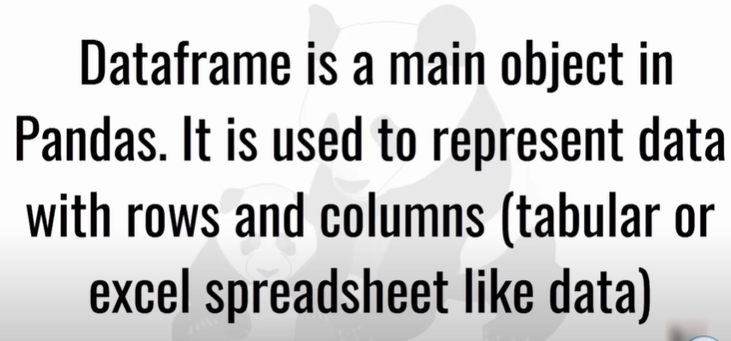 Dataframe is a main object in
Pandas. It is used to represent data
with rows and columns (tabular or
excel spreadsheet like data)